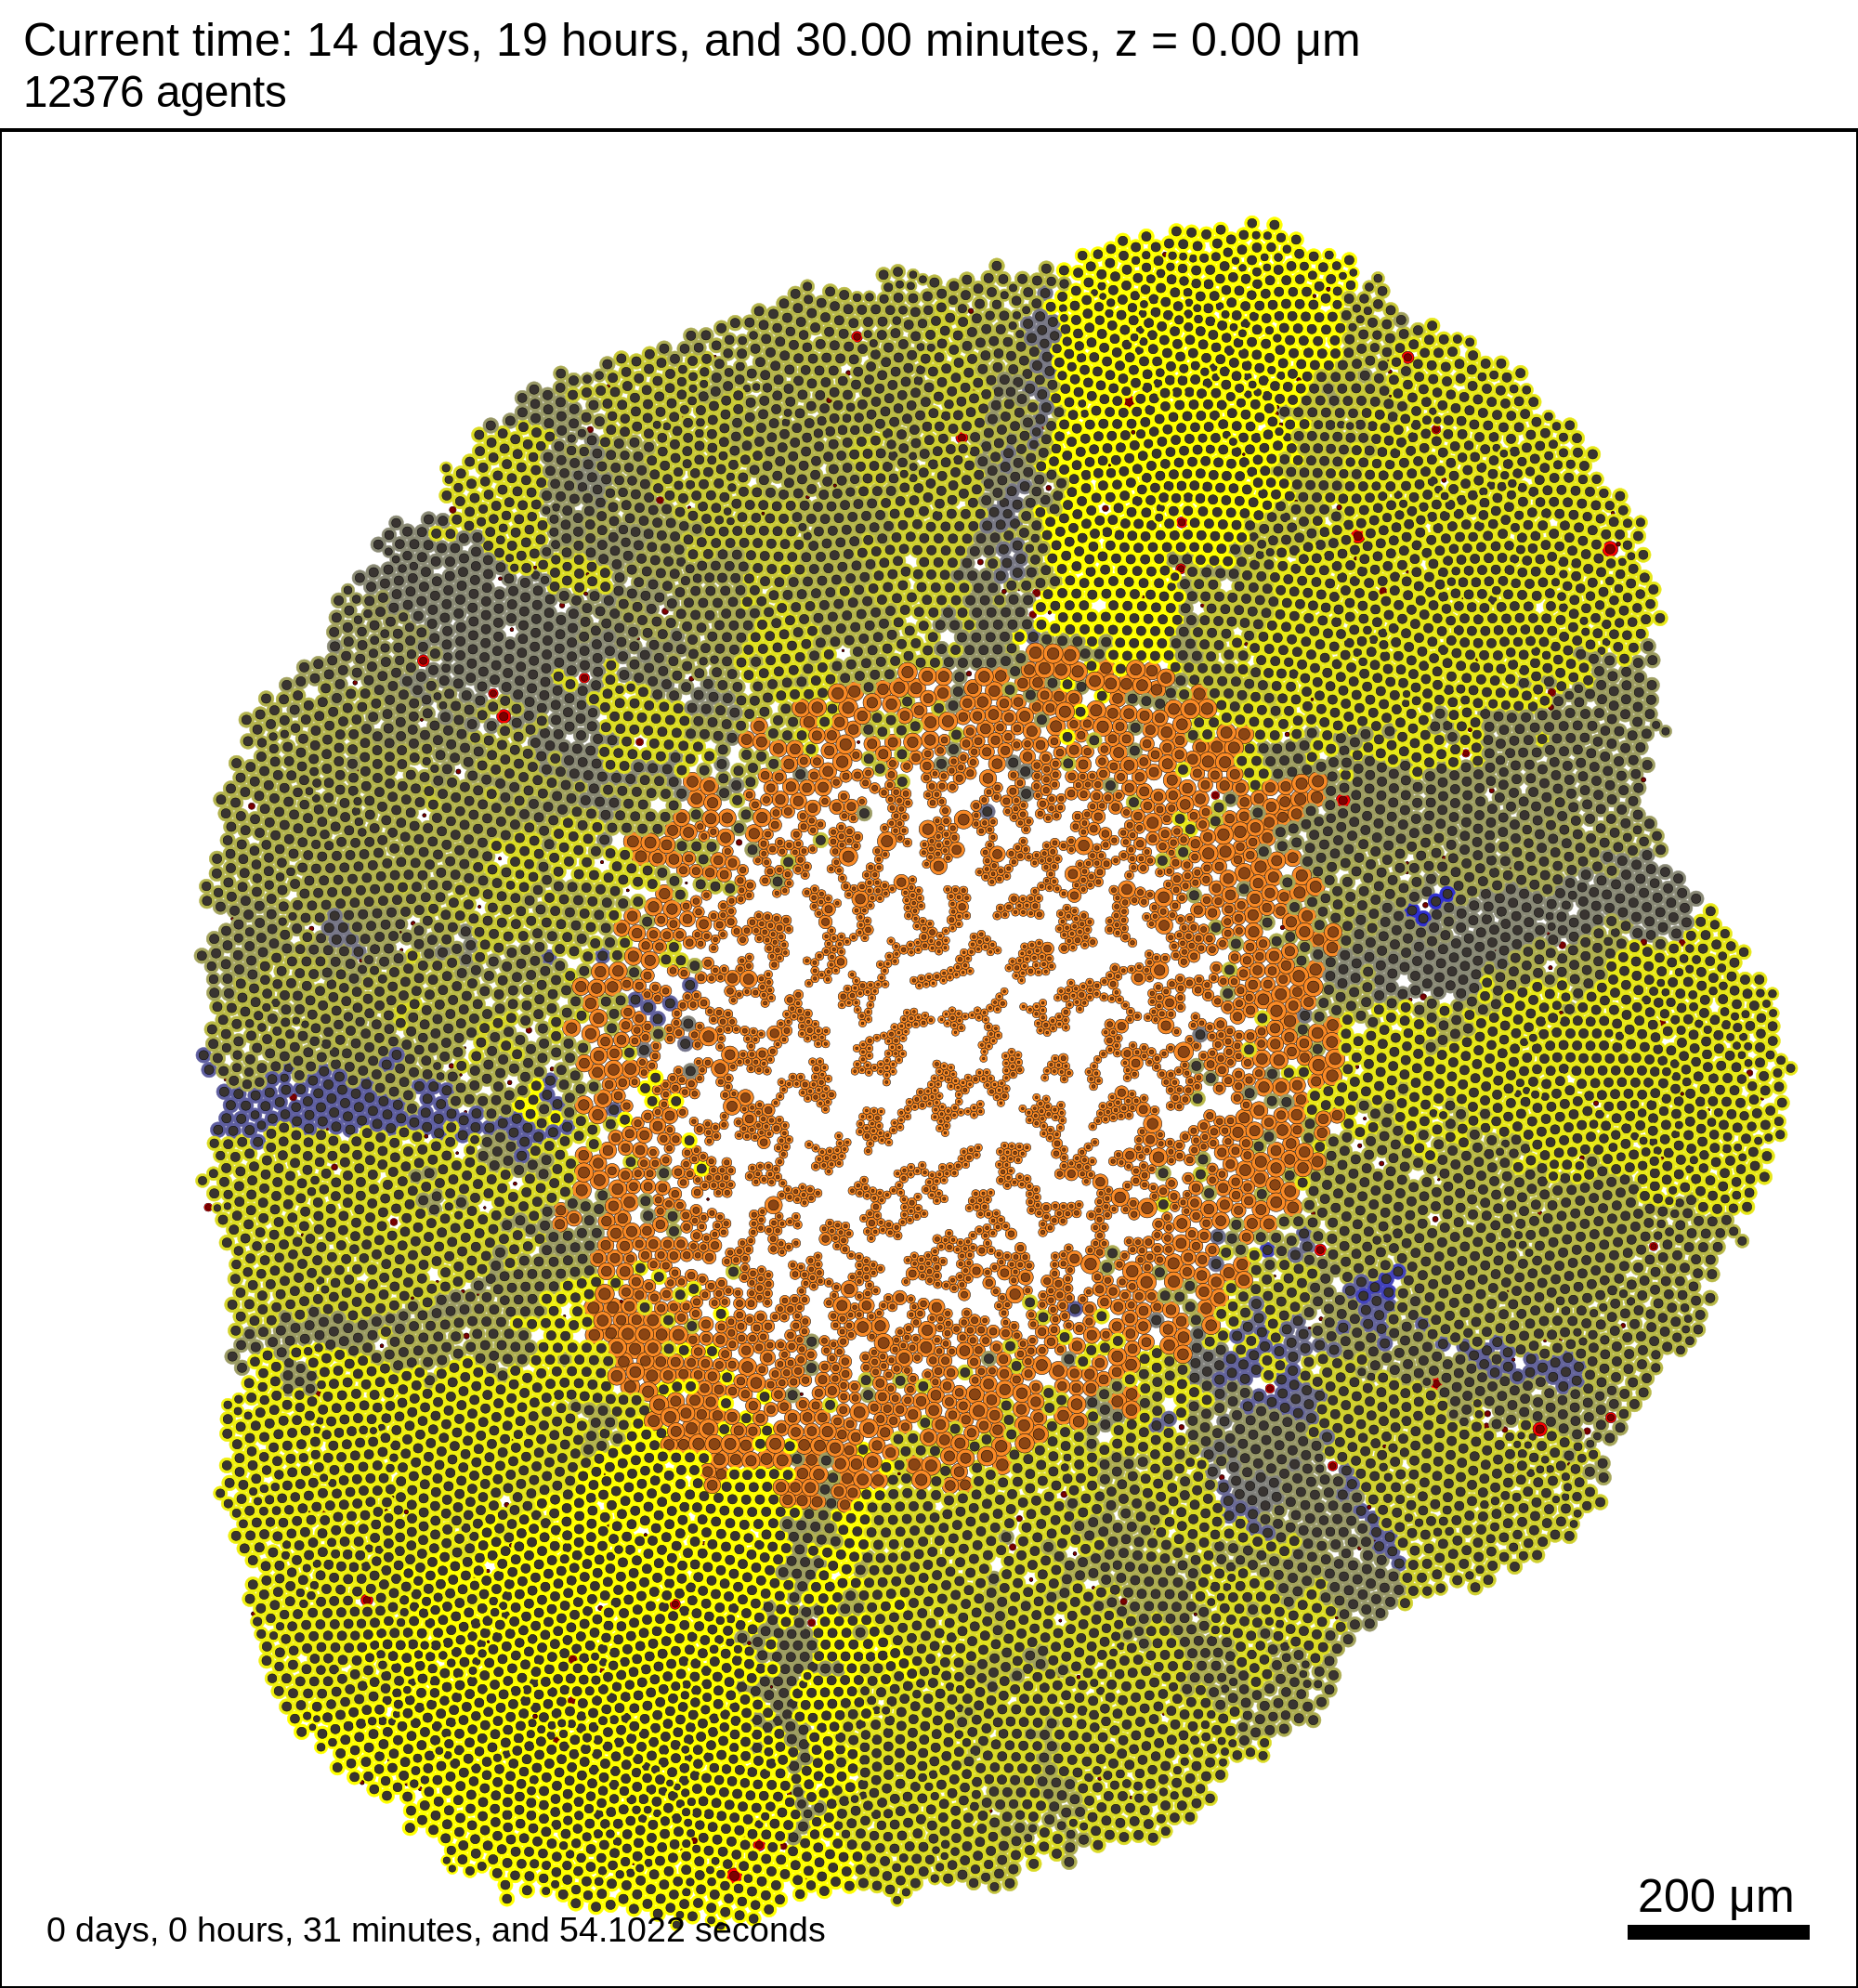 Current time: 14 days, 19 hours, and 30.00 minutes, z = 0.00 μm
12376 agents
200 μm
0 days, 0 hours, 31 minutes, and 54.1022 seconds